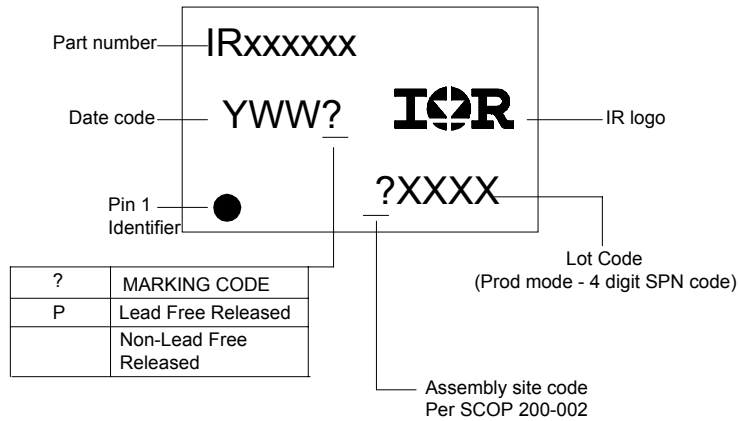 Part number
IRxxxxxx
Date code
YWW?
IOR
IR logo
?XXXX
Pin 1
Identifier
Lot Code
(Prod mode - 4 digit SPN code)
? MARKING CODE
P Lead Free Released
Non-Lead Free
Released
Assembly site code
Per SCOP 200-002